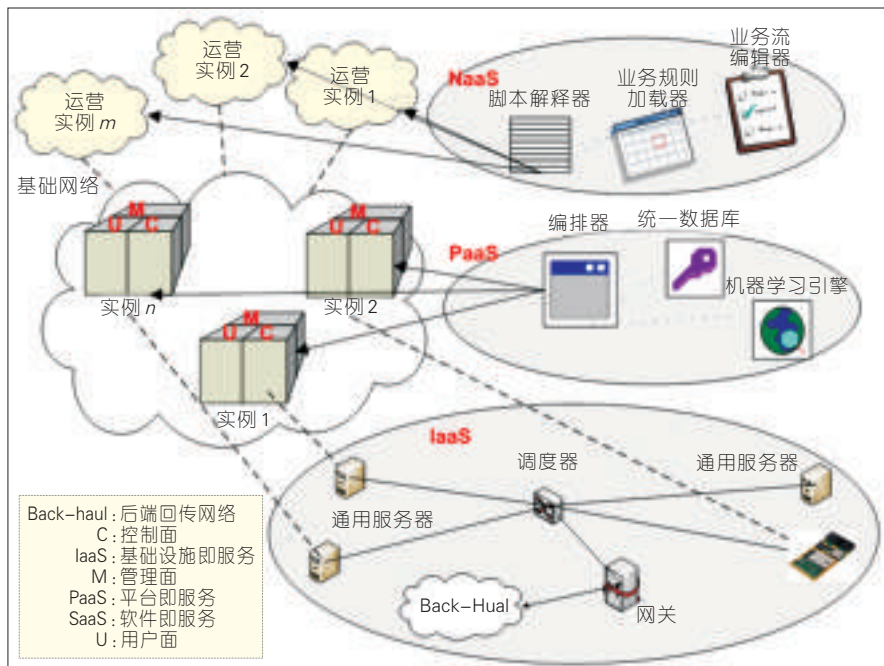 运营
实例2
运营
实例1
运营
实例m
NaaS
脚本解释器
业务规则
加载器
业务流
编辑器
基础网络
M
U C
实例n
M
U C
实例2
M
U C
实例1
PaaS
编排器
统一数据库
机器学习引擎
IaaS
调度器
通用服务器
通用服务器
网关
Back-Hual
Back-haul:后端回传网络
C:控制面
IaaS:基础设施即服务
M:管理面
PaaS:平台即服务
SaaS:软件即服务
U:用户面